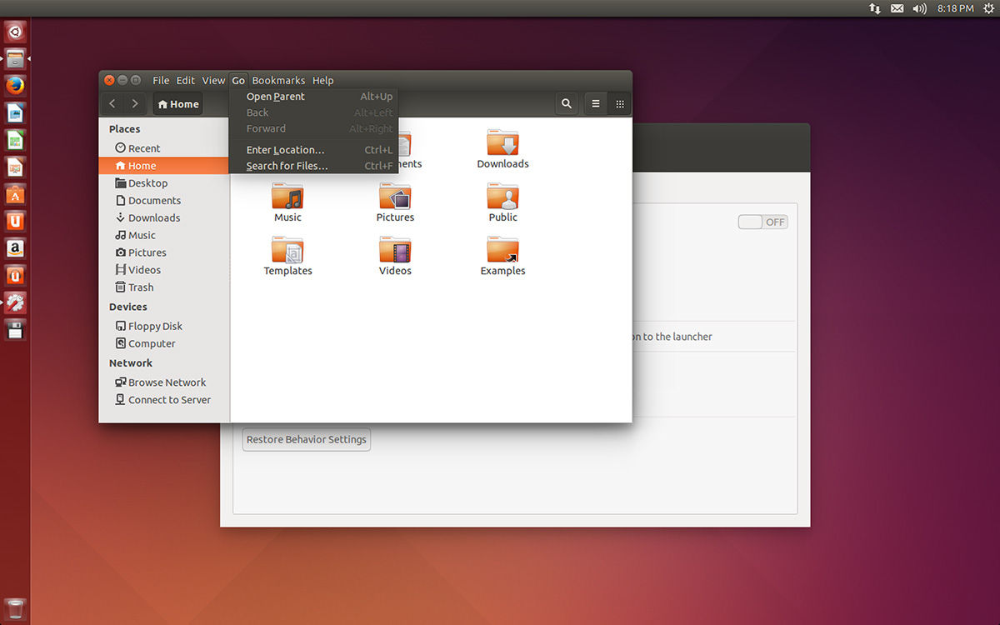 8:18 PM
File Edit View Go Bookmarks Help
Home
Open Parent Alt+Up
Back Alt+Left
Forward Alt+Right
Enter Location... Ctrl+L
Search for Files... Ctrl+F
Places
Recent
Home
Desktop
Documents
Downloads
Music
Pictures
Videos
Trash
Devices
Floppy Disk
Computer
Network
Browse Network
Connect to Server
ments Downloads
Music Pictures Public
Templates Videos Examples
OFF
on to the launcher
Restore Behavior Settings